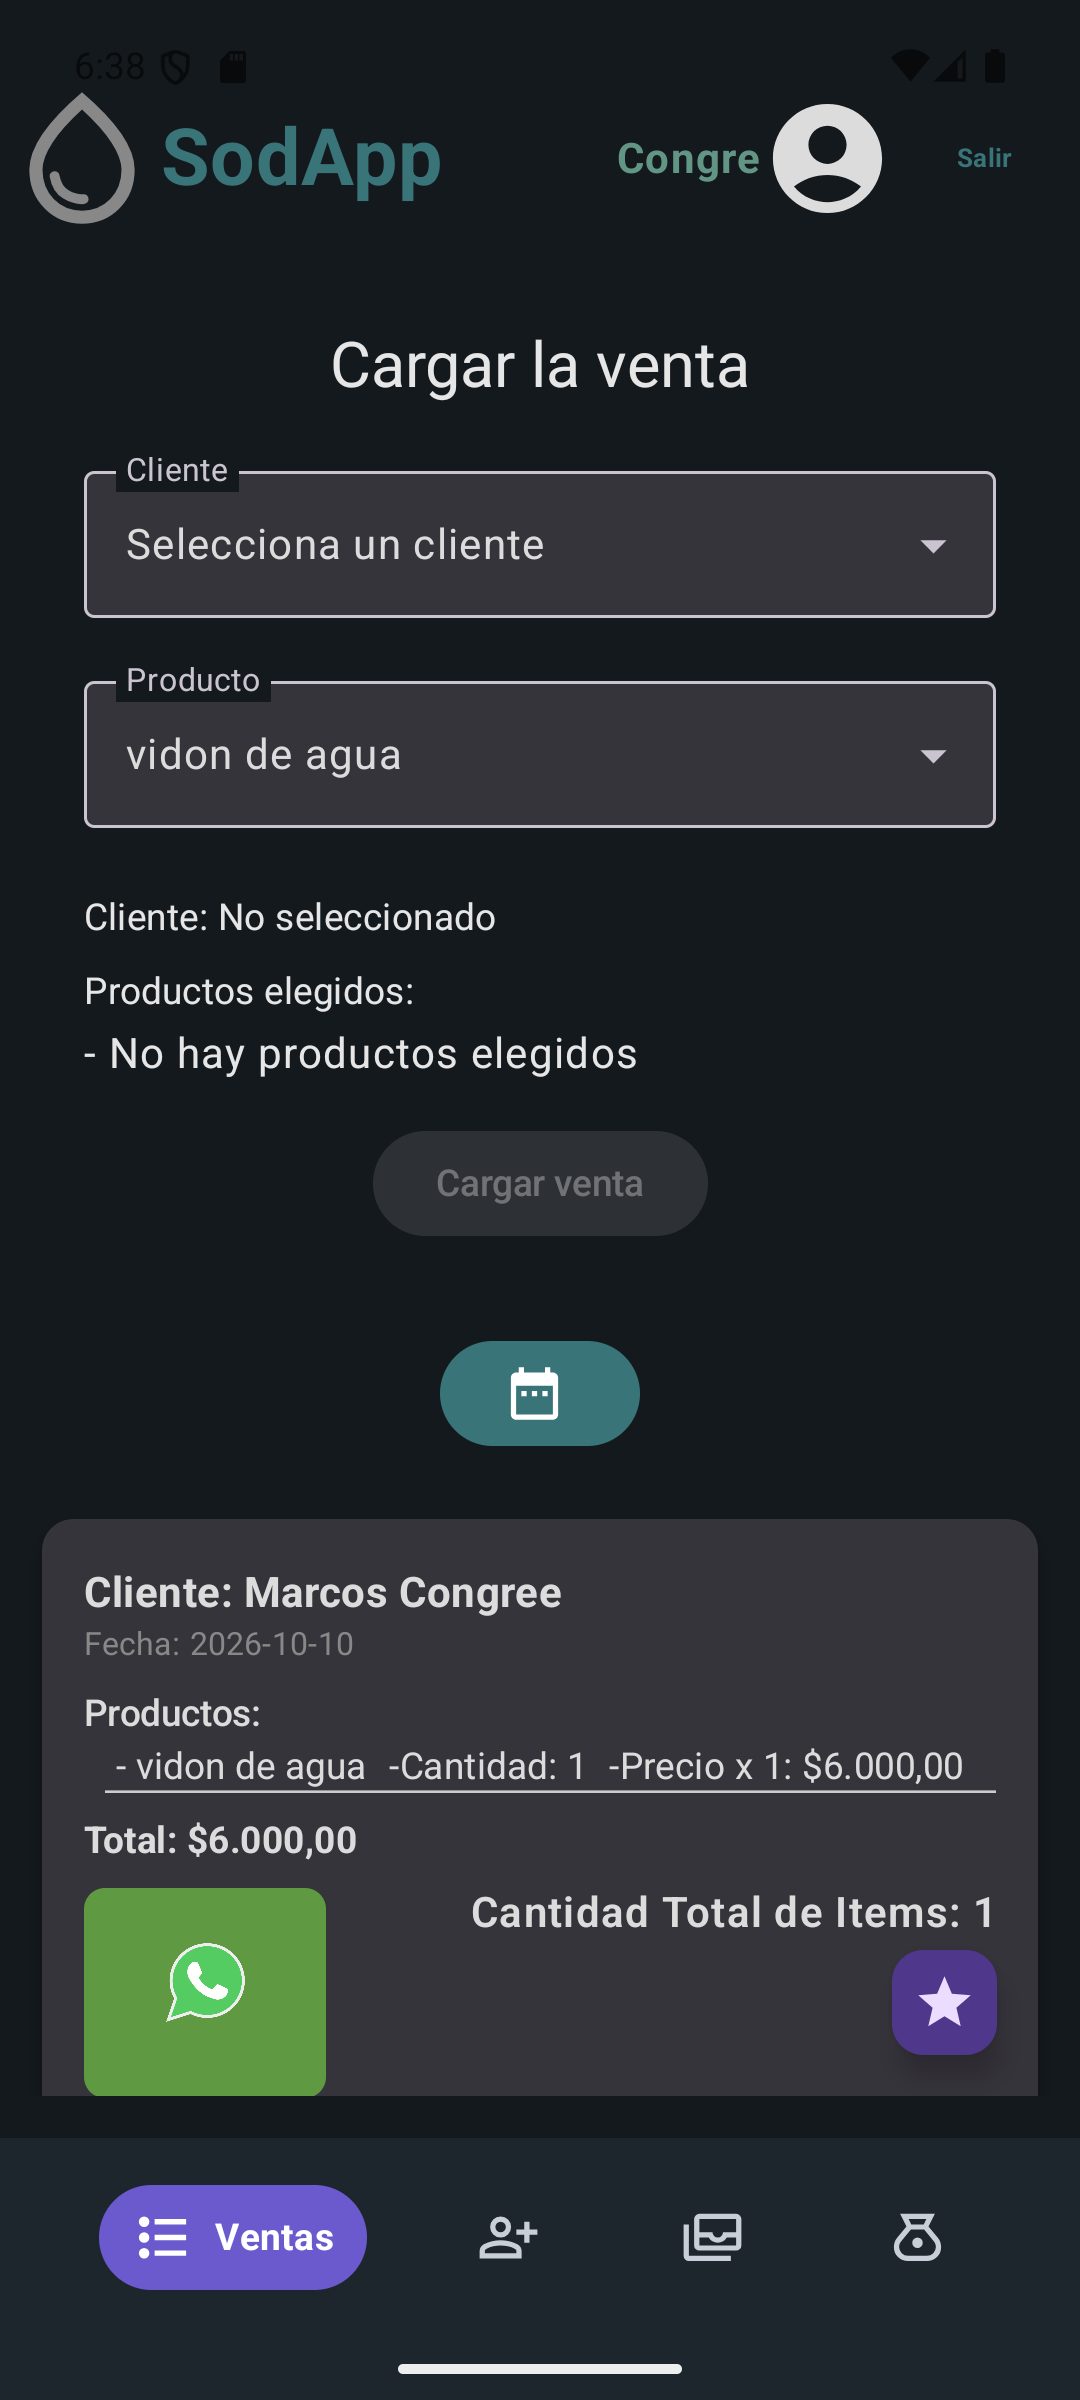 6:38
SodApp
Congre
Salir
Cargar la venta
Cliente
Selecciona un cliente
Producto
vidon de agua
Cliente: No seleccionado
Productos elegidos:
- No hay productos elegidos
Cargar venta
Cliente: Marcos Congree
Fecha: 2026-10-10
Productos:
- vidon de agua -Cantidad: 1 -Precio x 1: $6.000,00
Total: $6.000,00
Cantidad Total de Items: 1
Ventas